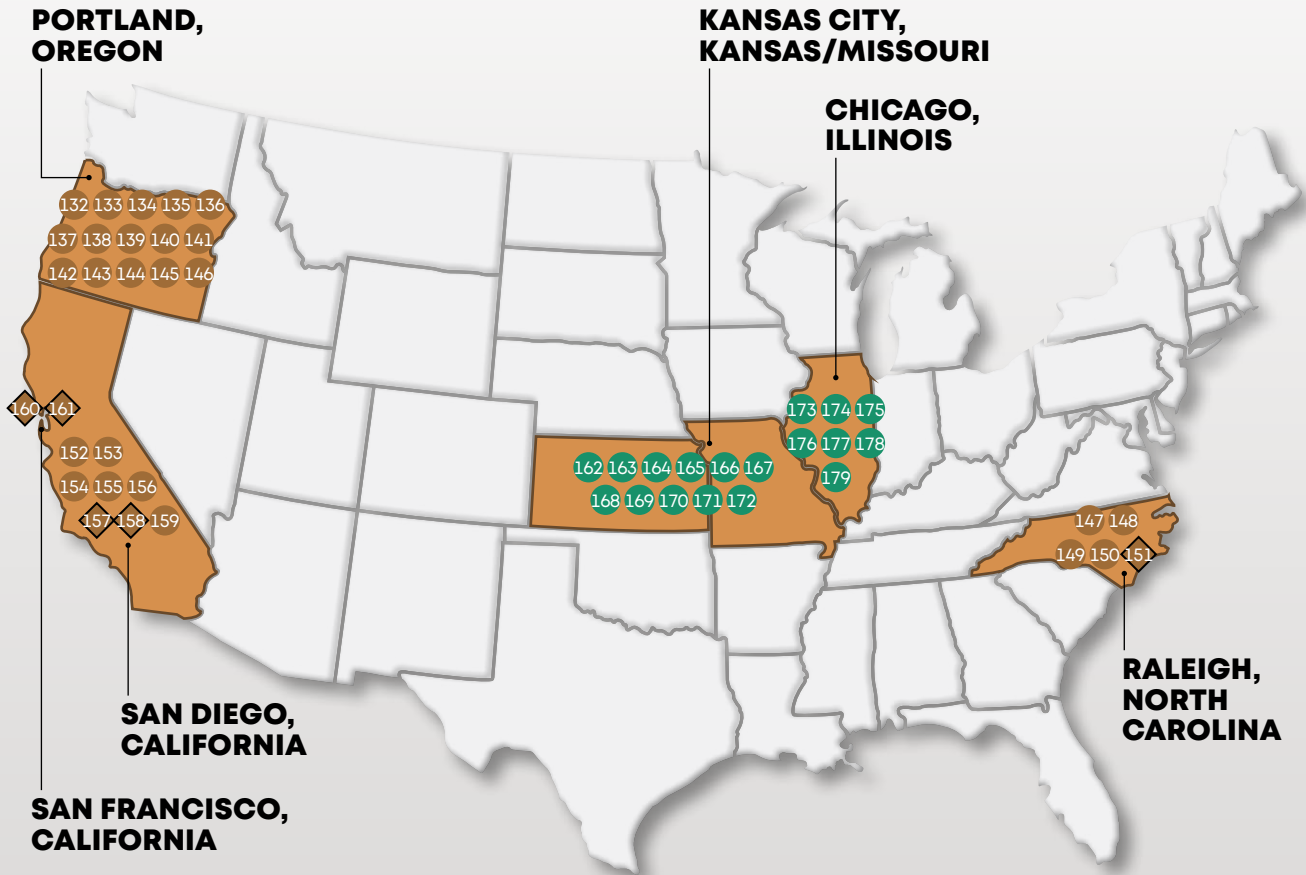 PORTLAND,
OREGON
KANSAS CITY,
KANSAS/MISSOURI
CHICAGO,
ILLINOIS
132 133 134 135 136
137 138 139 140 141
142 143 144 145 146
160 161
152 153
154 155 156
157 158 159
162 163 164 165 166 167
168 169 170 171 172
173 174 175
176 177 178
179
147 148
149 150 151
SAN DIEGO,
CALIFORNIA
SAN FRANCISCO,
CALIFORNIA
RALEIGH,
NORTH
CAROLINA